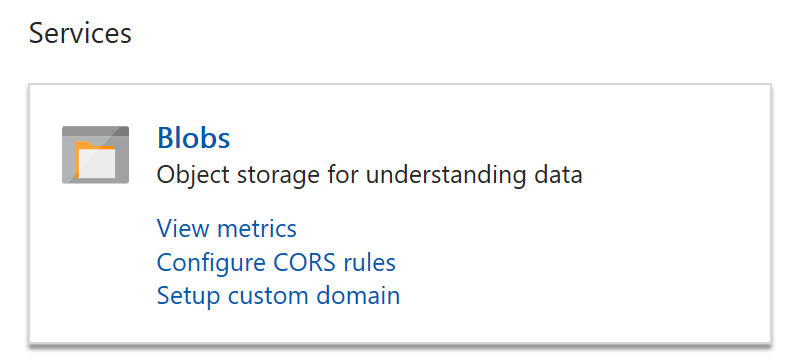 Services
Blobs
Object storage for understanding data
View metrics
Configure CORS rules
Setup custom domain